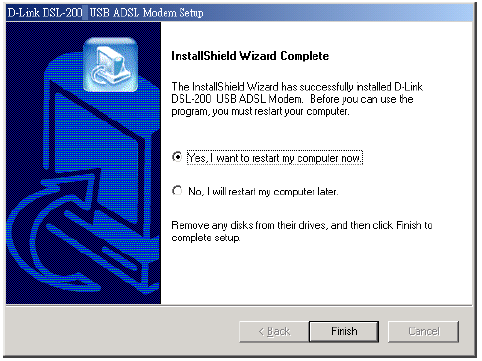 D-Link DSL-200 USB ADSL Modem Setup
InstallShield Wizard Complete
The InstallShield Wizard has successfully installed D-Link
DSL-200 USB ADSL Modem. Before you can use the
program, you must restart your computer.
Yes, I want to restart my computer now.
No, I will restart my computer later.
Remove any disks from their drives, and then click Finish to
complete setup.
< Back
Finish
Cancel